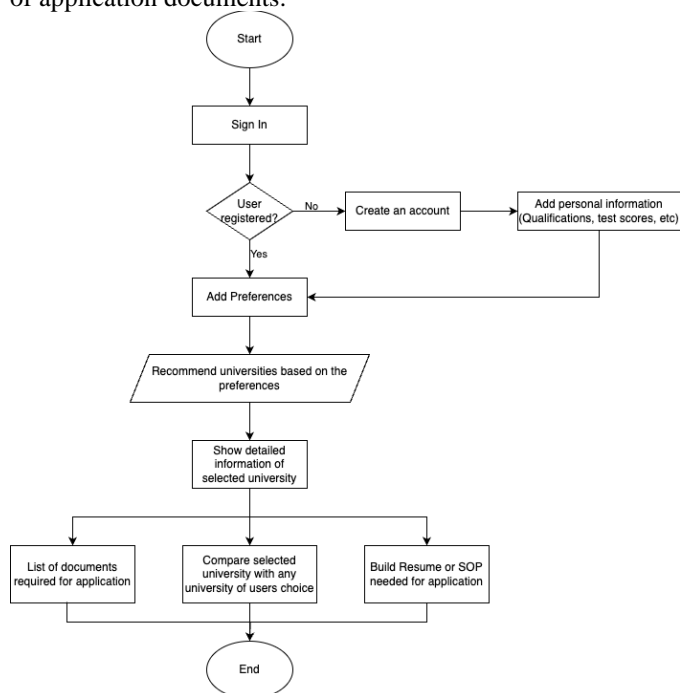 of application documents.
Start
Sign In
User
registered?
No
Create an account
Add personal information
(Qualifications, test scores, etc)
Yes
Add Preferences
Recommend universities based on the
preferences
Show detailed
information of
selected university
List of documents
required for application
Compare selected
university with any
university of users choice
Build Resume or SOP
needed for application
End